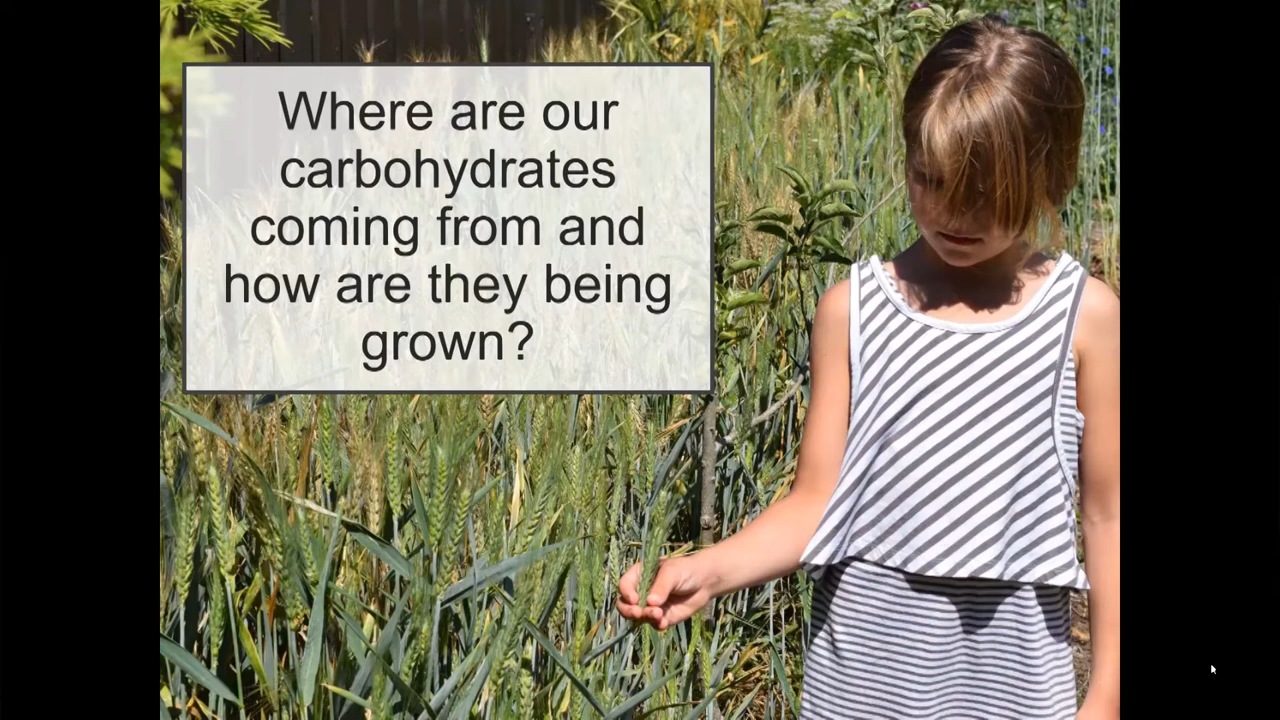 Where are our
carbohydrates
coming from and
how are they being
grown?